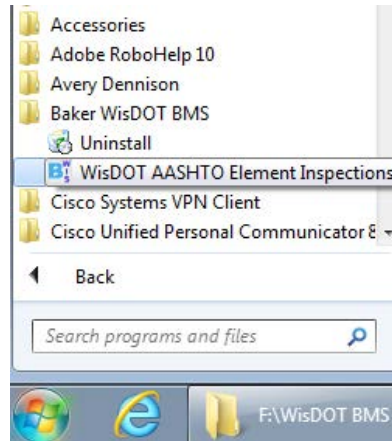 Accessories
Adobe RoboHelp 10
Avery Dennison
Baker WisDOT BMS
Uninstall
WisDOT AASHTO Element Inspections
Cisco Systems VPN Client
Cisco Unified Personal Communicator 8
Back
Search programs and files
F:\WisDOT BMS